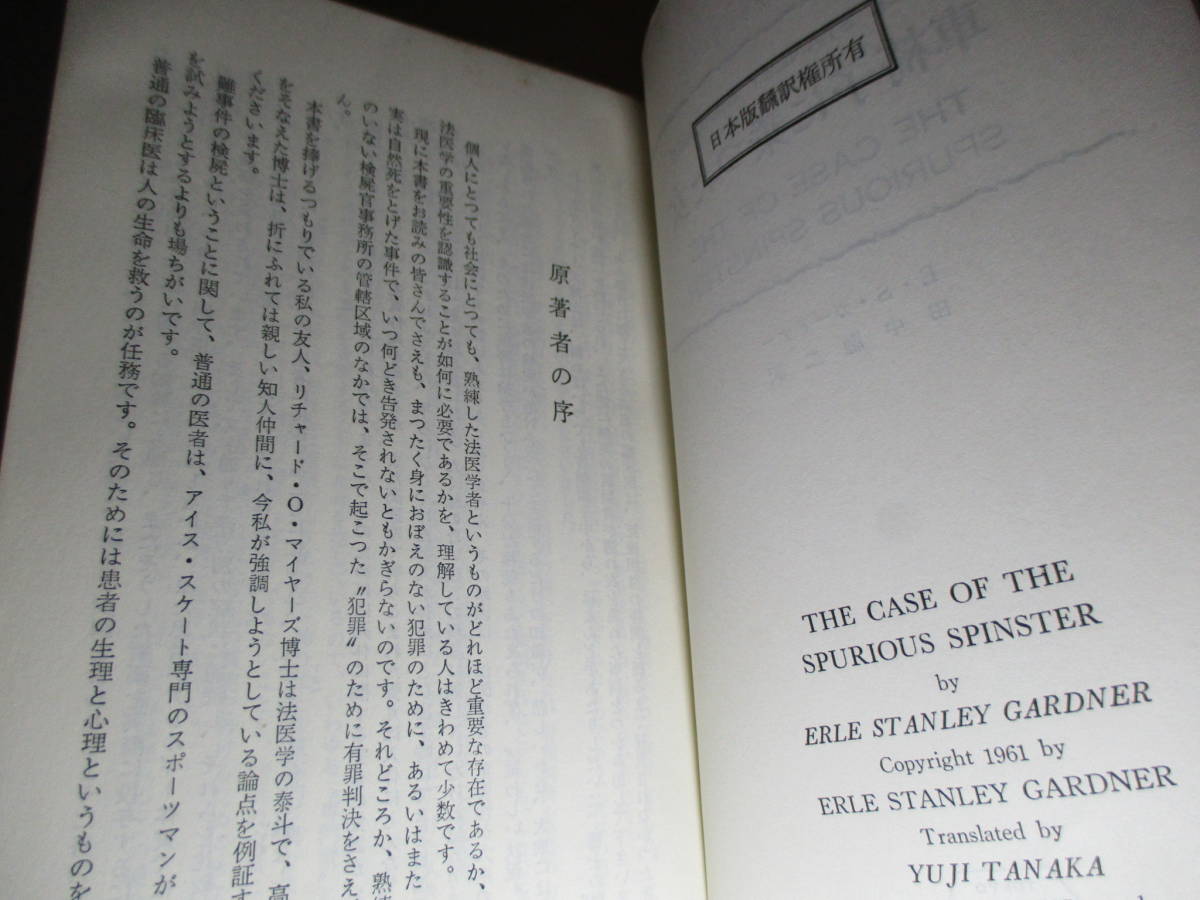 日本版翻訳権所有
THE CASE OF THE
SPURIOUS SPINSTER
by
ERLE STANLEY GARDNER
Copyright 1961 by
ERLE STANLEY GARDNER
Translated by
YUJI TANAKA
原著者の序
個人にとつても社会にとつても、熟練した法医学者というものがどれほど重要な存在であるか、
法医学の重要性を認識することが如何に必要であるかを、理解している人はきわめて少数です。
現に本書をお読みの皆さんでさえも、まつたく身におぼえのない犯罪のために、あるいはまた
実は自然死をとげた事件で、いつ何どき告発されないともかぎらないのです。それどころか、熟練
のいない検屍官事務所の管轄区域のなかでは、そこで起こつた〝犯罪〟のために有罪判決をさえ
ん。
本書を捧げるつもりでいる私の友人、リチャード・O・マイヤーズ博士は法医学の泰斗で、高
をそなえた博士は、折にふれては親しい知人仲間に、今私が強調しようとしている論点を例証す
くださいます。
難事件の検屍ということに関して、普通の医者は、アイス・スケート専門のスポーツマンが
を試みようとするよりも場ちがいです。
普通の臨床医は人の生命を救うのが任務です。そのためには患者の生理と心理というものを